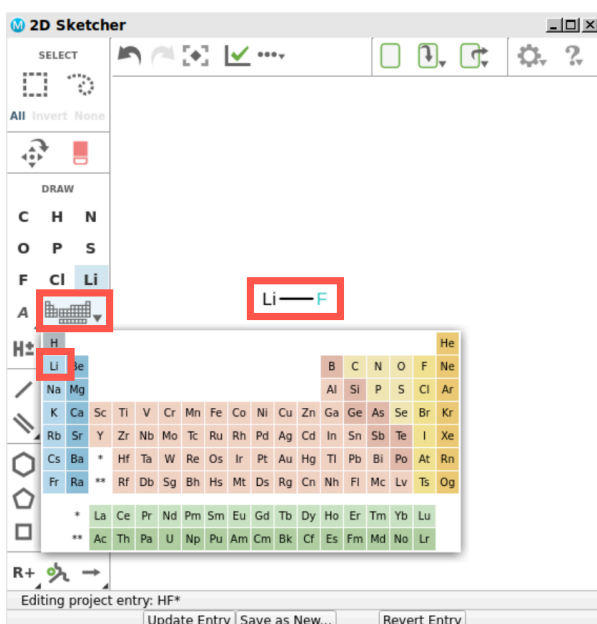 2D Sketcher
SELECT
All Invert None
DRAW
C H N
O P S
F Cl Li
A
H±
R+
Li F
H He
Li Be B C N O F Ne
Na Mg Al Si P S Cl Ar
K Ca Sc Ti V Cr Mn Fe Co Ni Cu Zn Ga Ge As Se Br Kr
Rb Sr Y Zr Nb Mo Tc Ru Rh Pd Ag Cd In Sn Sb Te I Xe
Cs Ba * Hf Ta W Re Os Ir Pt Au Hg Tl Pb Bi Po At Rn
Fr Ra ** Rf Db Sg Bh Hs Mt Ds Rg Cn Nh Fl Mc Lv Ts Og
* La Ce Pr Nd Pm Sm Eu Gd Tb Dy Ho Er Tm Yb Lu
** Ac Th Pa U Np Pu Am Cm Bk Cf Es Fm Md No Lr
Editing project entry: HF*
Update Entry Save as New... Revert Entry